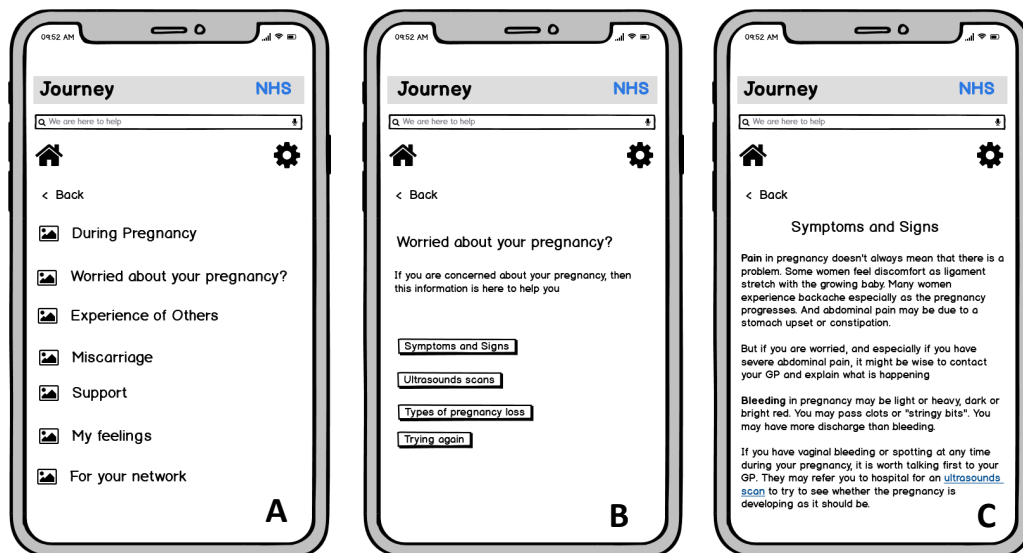 09:52 AM
Journey NHS
We are here to help
< Back
During Pregnancy
Worried about your pregnancy?
Experience of Others
Miscarriage
Support
My feelings
For your network
A
09:52 AM
Journey NHS
We are here to help
< Back
Worried about your pregnancy?
If you are concerned about your pregnancy, then
this information is here to help you
Symptoms and Signs
Ultrasounds scans
Types of pregnancy loss
Trying again
B
09:52 AM
Journey NHS
We are here to help
< Back
Symptoms and Signs
Pain in pregnancy doesn't always mean that there is a
problem. Some women feel discomfort as ligament
stretch with the growing baby. Many women
experience backache especially as the pregnancy
progresses. And abdominal pain may be due to a
stomach upset or constipation.
But if you are worried, and especially if you have
severe abdominal pain, it might be wise to contact
your GP and explain what is happening
Bleeding in pregnancy may be light or heavy, dark or
bright red. You may pass clots or "stringy bits". You
may have more discharge than bleeding.
If you have vaginal bleeding or spotting at any time
during your pregnancy, it is worth talking first to your
GP. They may refer you to hospital for an ultrasounds
scan to try to see whether the pregnancy is
developing as it should be.
C